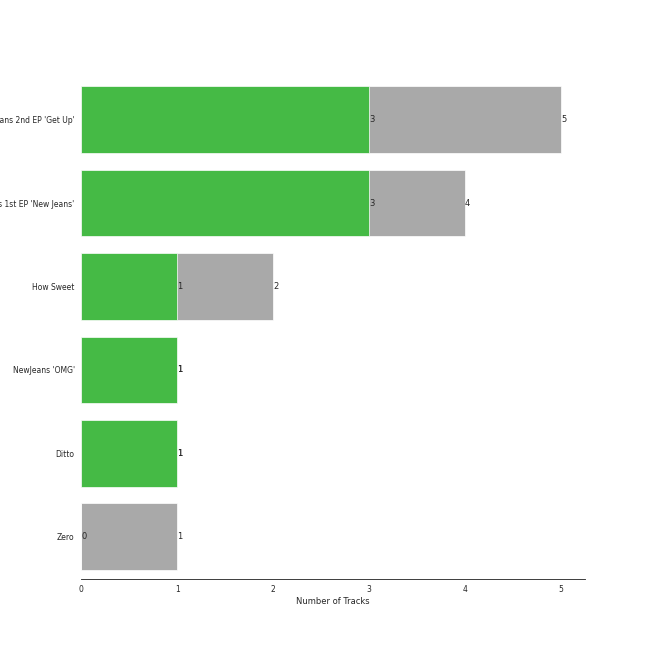 ans 2nd EP 'Get Up' 3 5
s 1st EP 'New Jeans' 3 4
How Sweet 1 2
NewJeans 'OMG' 1
Ditto 1
Zero 0 1
0 1 2 3 4 5
Number of Tracks